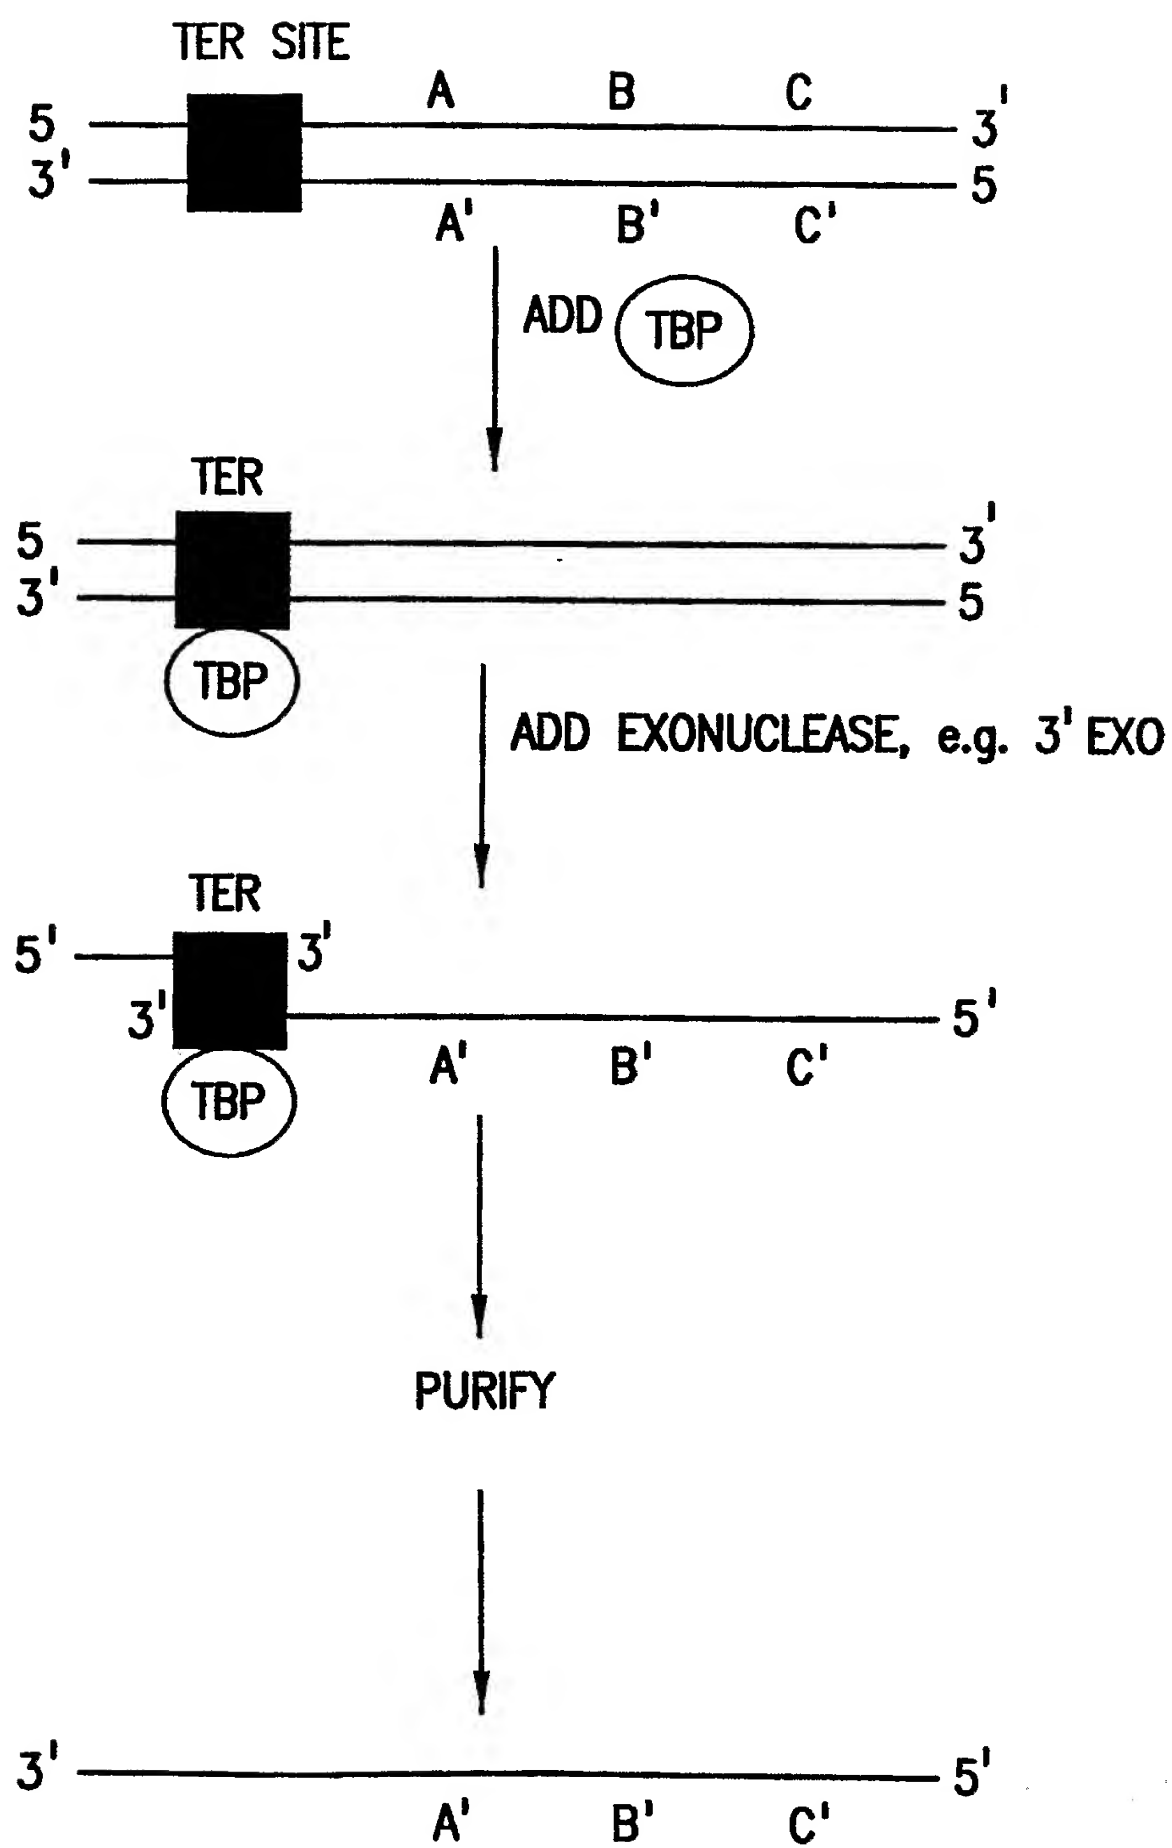 TER SITE
A B C
5 3'
3' 5
A' B' C'
ADD TBP
TER
5 3'
3' 5
TBP
ADD EXONUCLEASE, e.g. 3' EXO
TER
5' 3'
3' 5'
A' B' C'
TBP
PURIFY
3' 5'
A' B' C'